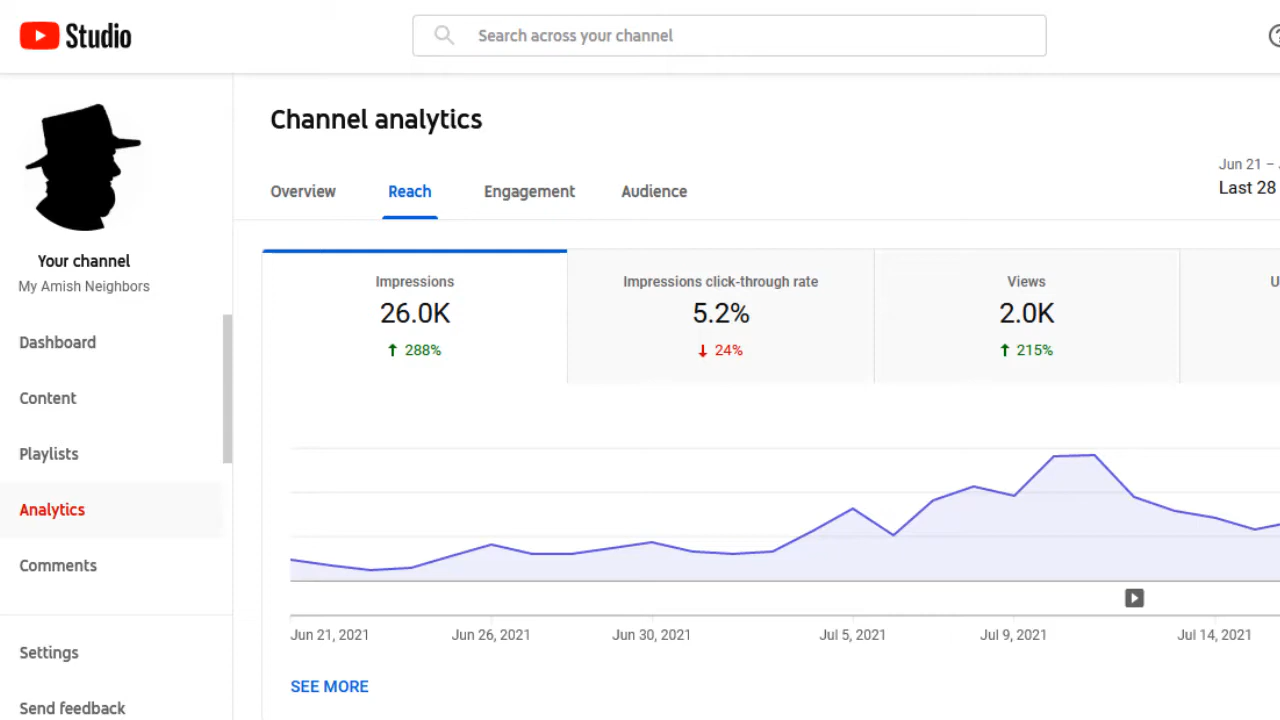 Studio
Search across your channel
Your channel
My Amish Neighbors
Dashboard
Content
Playlists
Analytics
Comments
Settings
Send feedback
Channel analytics
Overview
Reach
Engagement
Audience
Jun 21 –
Last 28
Impressions
26.0K
288%
Impressions click-through rate
5.2%
24%
Views
2.0K
215%
U
Jun 21, 2021
Jun 26, 2021
Jun 30, 2021
Jul 5, 2021
Jul 9, 2021
Jul 14, 2021
SEE MORE